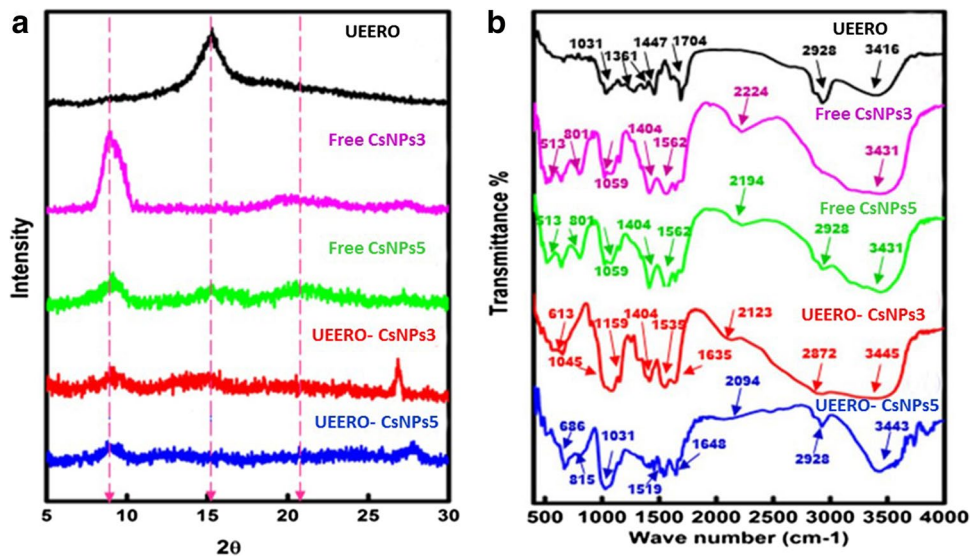 a
UEERO
Free CsNPs3
Free CsNPs5
UEERO- CsNPs3
UEERO- CsNPs5
Intensity
5 10 15 20 25 30
2θ
b
UEERO
1031 1361 1447 1704 2928 3416
Free CsNPs3
513 801 1059 1404 1562 2224 3431
Free CsNPs5
513 801 1059 1404 1562 2194 2928 3431
UEERO- CsNPs3
613 1045 1159 1404 1535 1635 2123 2872 3445
UEERO- CsNPs5
686 815 1031 1519 1648 2094 2928 3443
Transmittance %
500 1000 1500 2000 2500 3000 3500 4000
Wave number (cm-1)